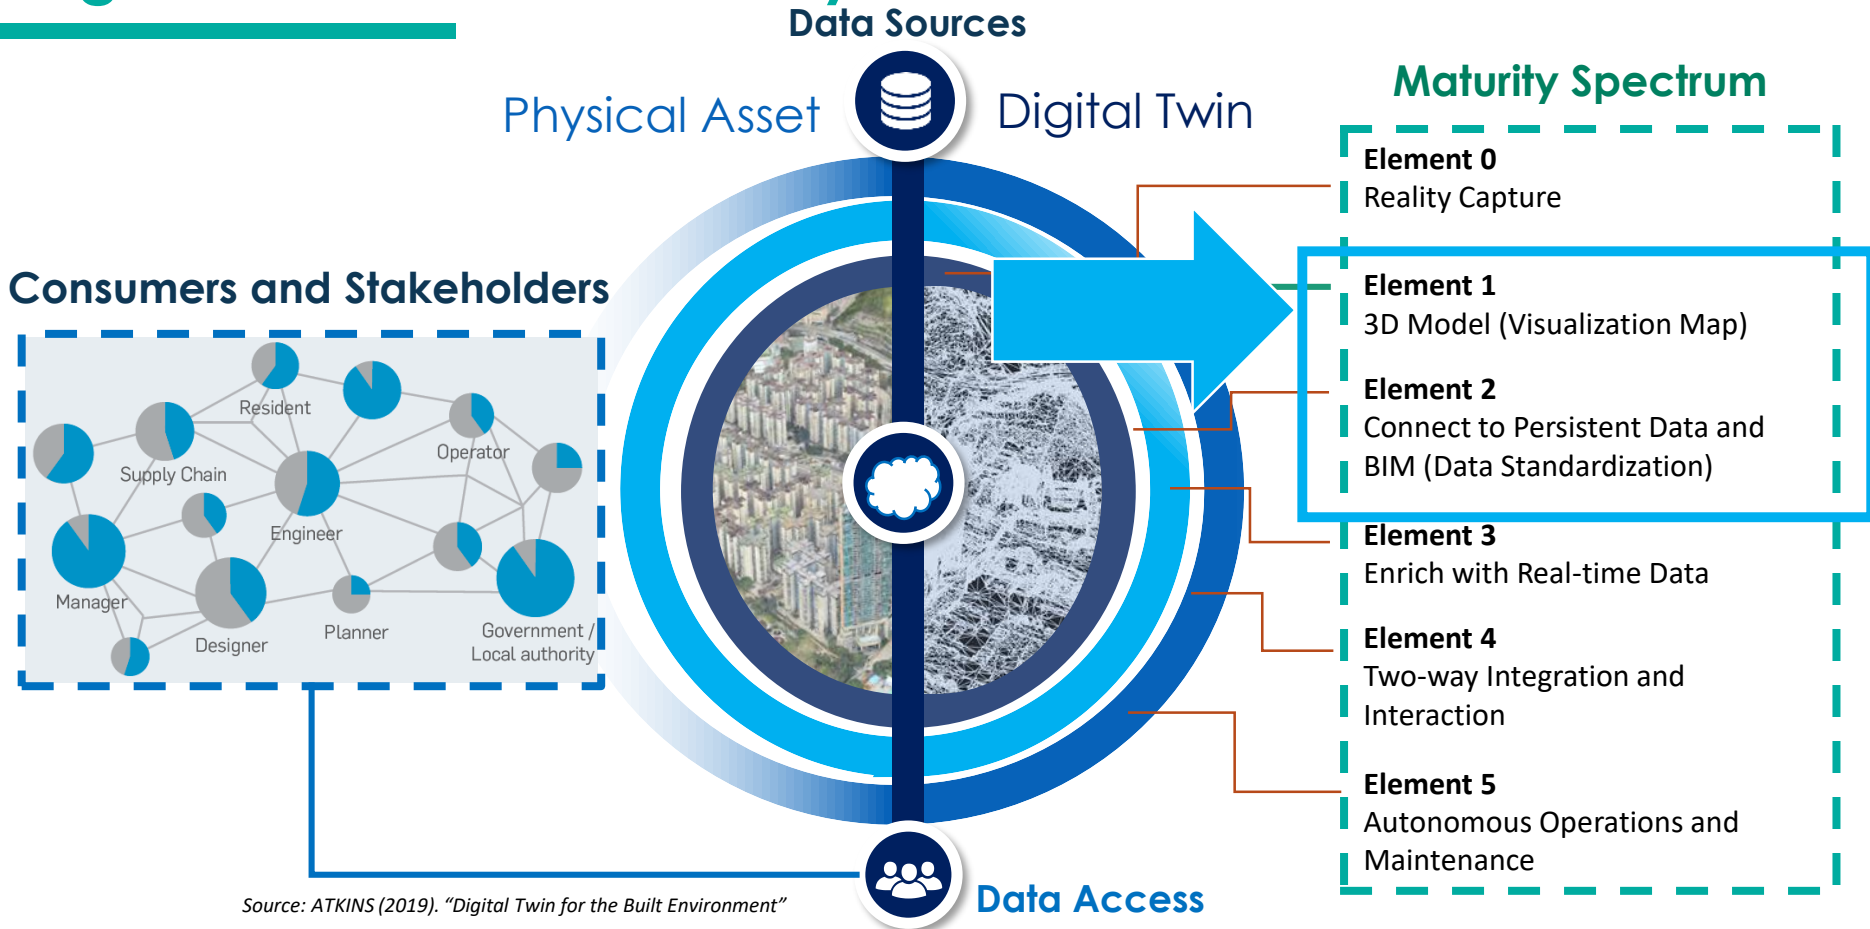 Data Sources
Physical Asset
Digital Twin
Maturity Spectrum
Element 0
Reality Capture
Element 1
3D Model (Visualization Map)
Element 2
Connect to Persistent Data and
BIM (Data Standardization)
Element 3
Enrich with Real-time Data
Element 4
Two-way Integration and
Interaction
Element 5
Autonomous Operations and
Maintenance
Consumers and Stakeholders
Resident
Operator
Supply Chain
Engineer
Manager
Designer
Planner
Government /
Local authority
Data Access
Source: ATKINS (2019). “Digital Twin for the Built Environment”